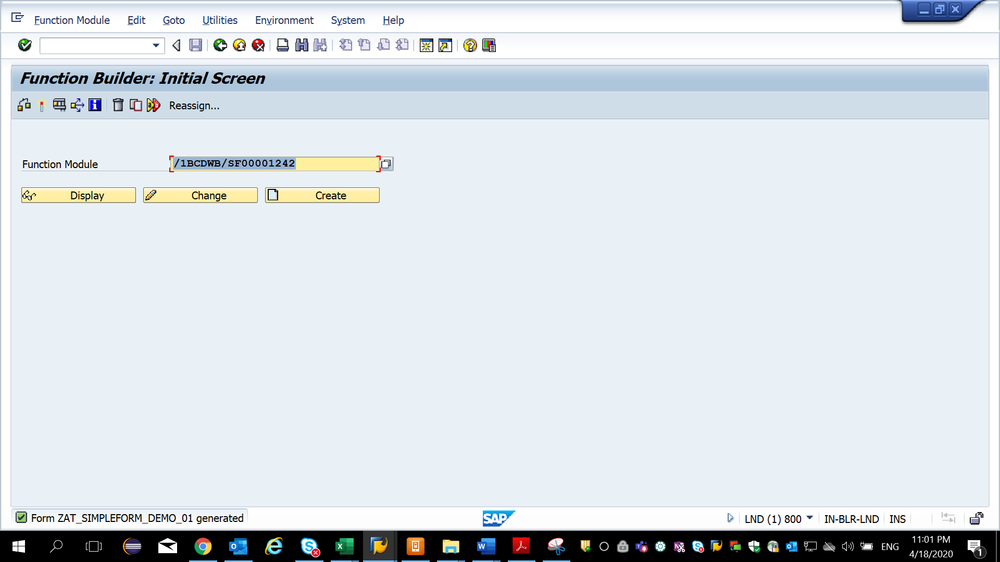 Function Module Edit Goto Utilities Environment System Help
Function Builder: Initial Screen
Reassign...
Function Module /1BCDWB/SF00001242
Display Change Create
Form ZAT_SIMPLEFORM_DEMO_01 generated SAP LND (1) 800 IN-BLR-LND INS
ENG 11:01 PM
4/18/2020
1